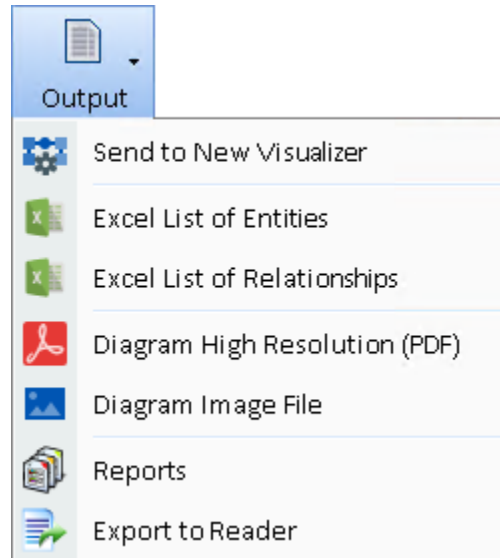 Output
Send to New Visualizer
Excel List of Entities
Excel List of Relationships
Diagram High Resolution (PDF)
Diagram Image File
Reports
Export to Reader